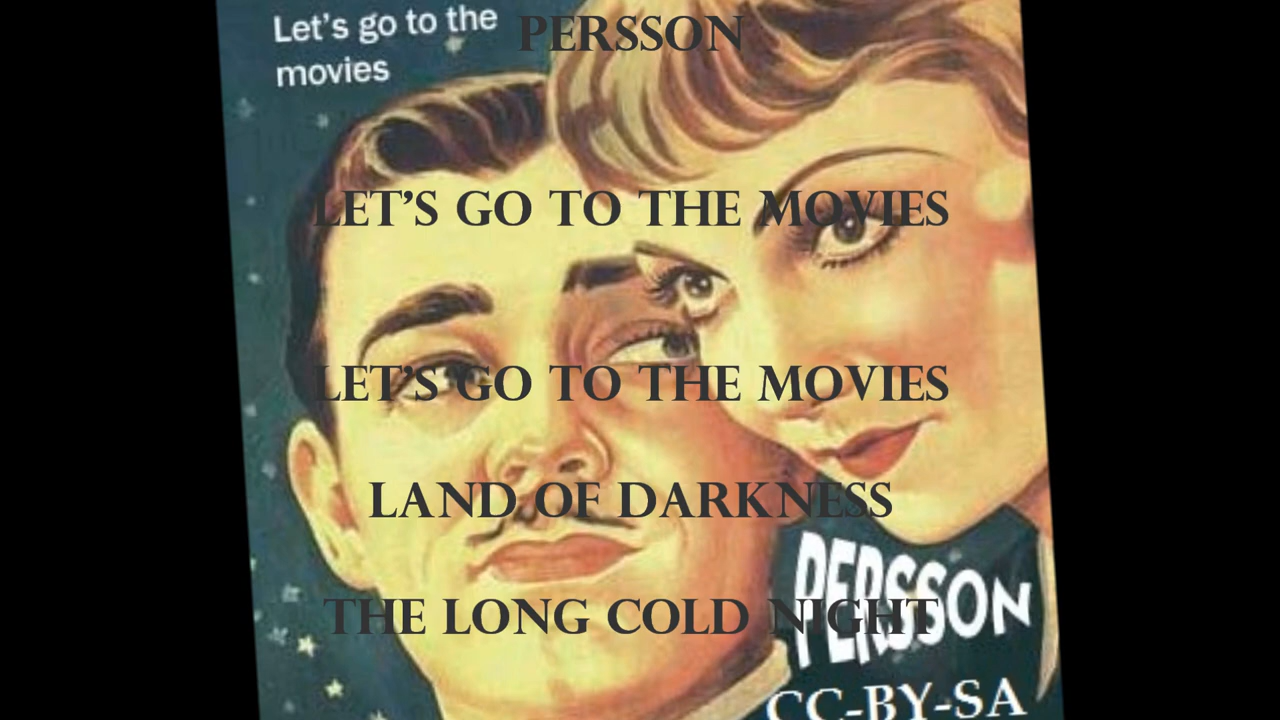 Let's go to the
movies
PERSSON
LET'S GO TO THE MOVIES
LET'S GO TO THE MOVIES
LAND OF DARKNESS
THE LONG COLD NIGHT
PERSSON
CC-BY-SA